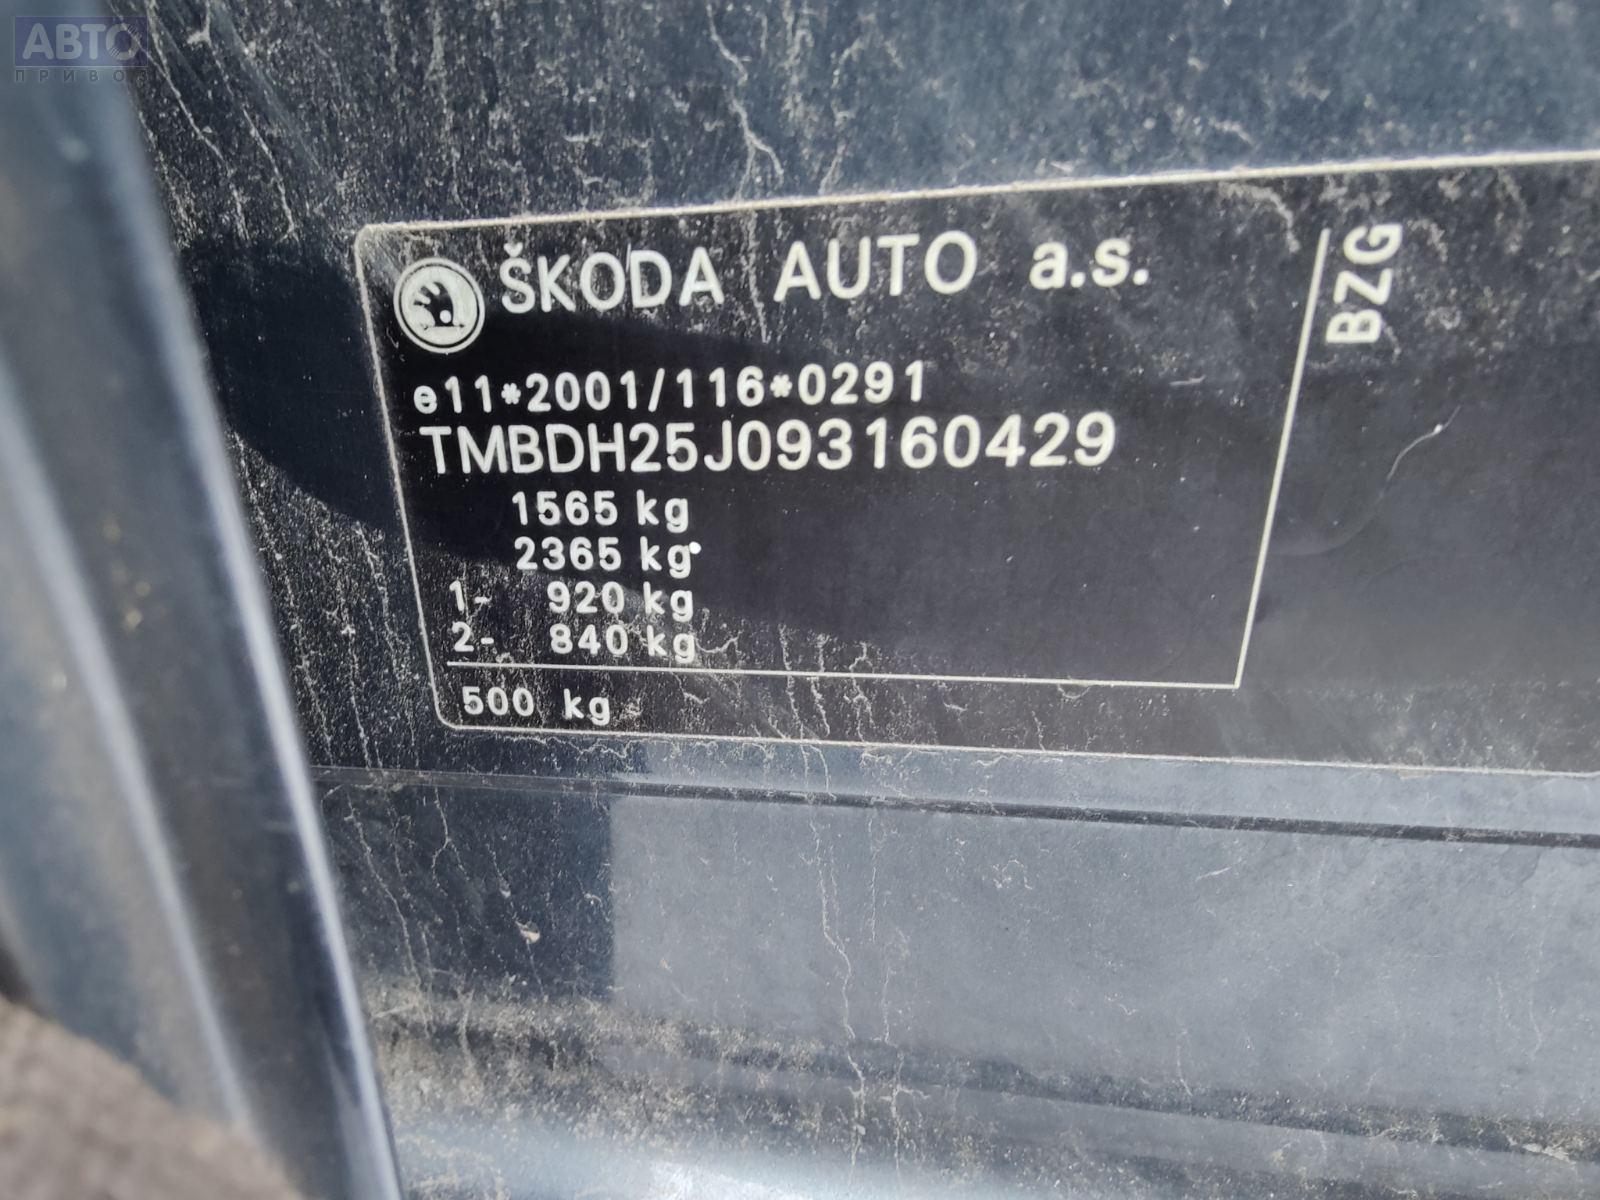 АВТО
ПРИВОЗ
ŠKODA AUTO a.s.
BZG
e11*2001/116*0291
TMBDH25J093160429
1565 kg
2365 kg
1- 920 kg
2- 840 kg
500 kg